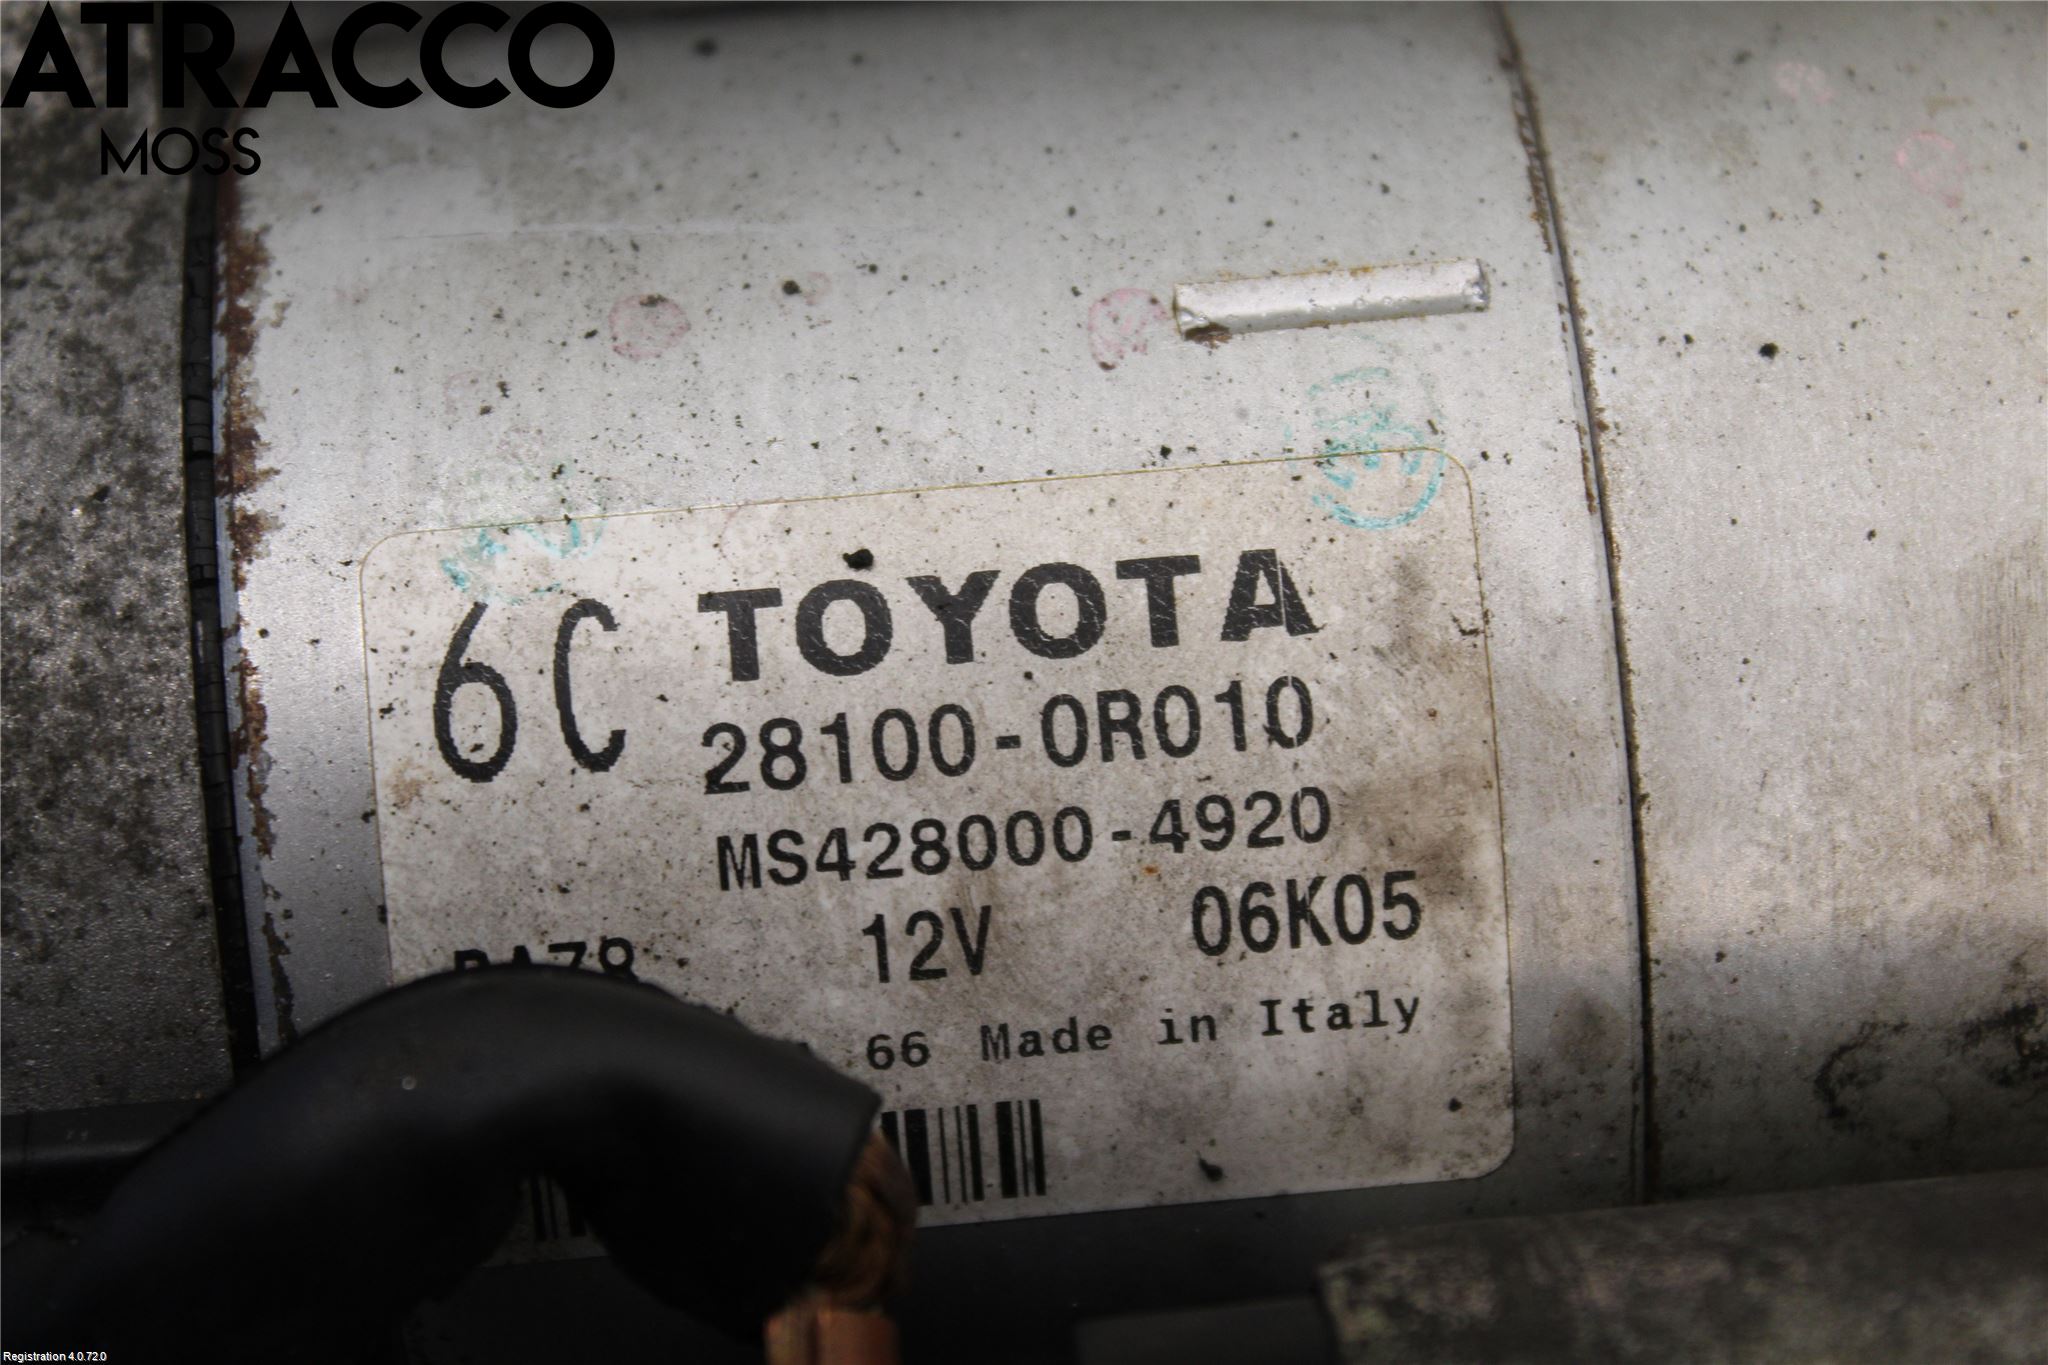 ATRACCO
MOSS
6C TOYOTA
28100-0R010
MS428000-4920
12V 06K05
66 Made in Italy
Registration 4.0.72.0